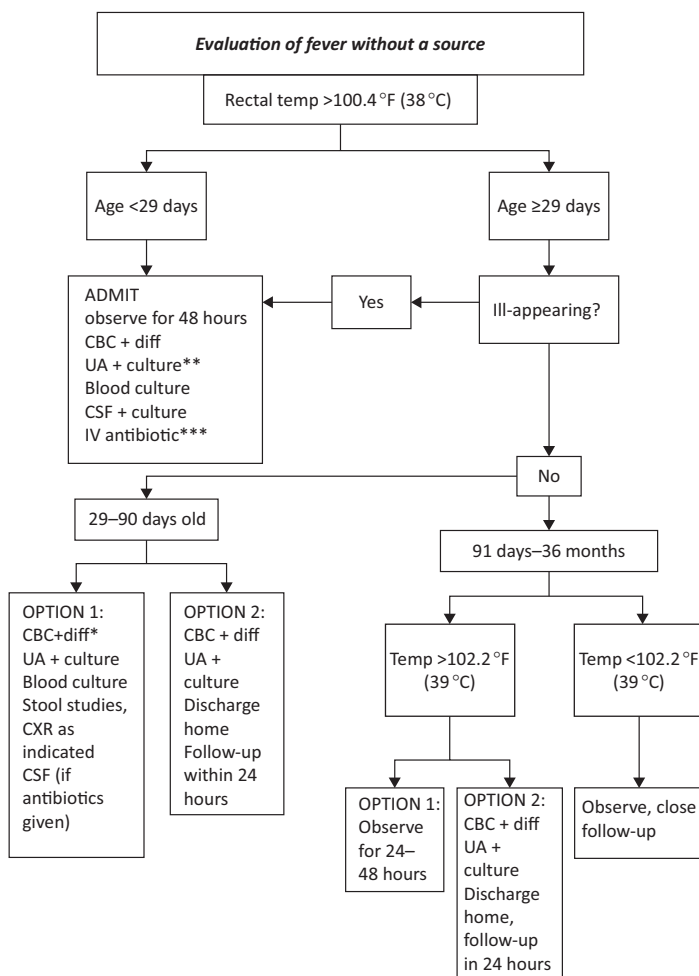 Evaluation of fever without a source
Rectal temp >100.4 °F (38 °C)
Age <29 days
Age ≥29 days
ADMIT
observe for 48 hours
CBC + diff
UA + culture**
Blood culture
CSF + culture
IV antibiotic***
Yes
Ill-appearing?
No
29–90 days old
91 days–36 months
OPTION 1:
CBC+diff*
UA + culture
Blood culture
Stool studies,
CXR as
indicated
CSF (if
antibiotics
given)
OPTION 2:
CBC + diff
UA +
culture
Discharge
home
Follow-up
within 24
hours
Temp >102.2 °F
(39 °C)
Temp <102.2 °F
(39 °C)
OPTION 1:
Observe
for 24–
48 hours
OPTION 2:
CBC + diff
UA +
culture
Discharge
home,
follow-up
in 24 hours
Observe, close
follow-up